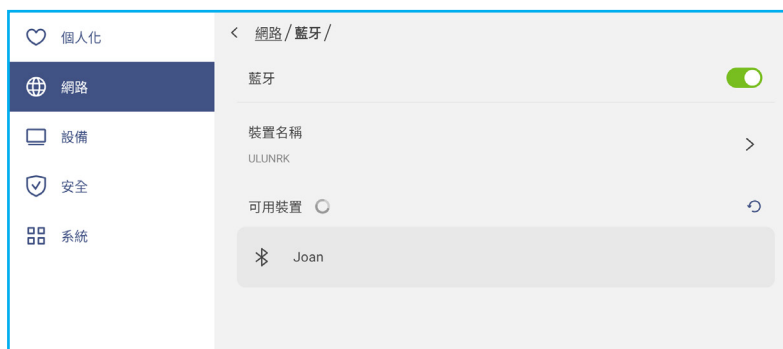 個人化
網路
設備
安全
系統
網路/藍牙/
藍牙
裝置名稱
ULUNRK
可用裝置
Joan